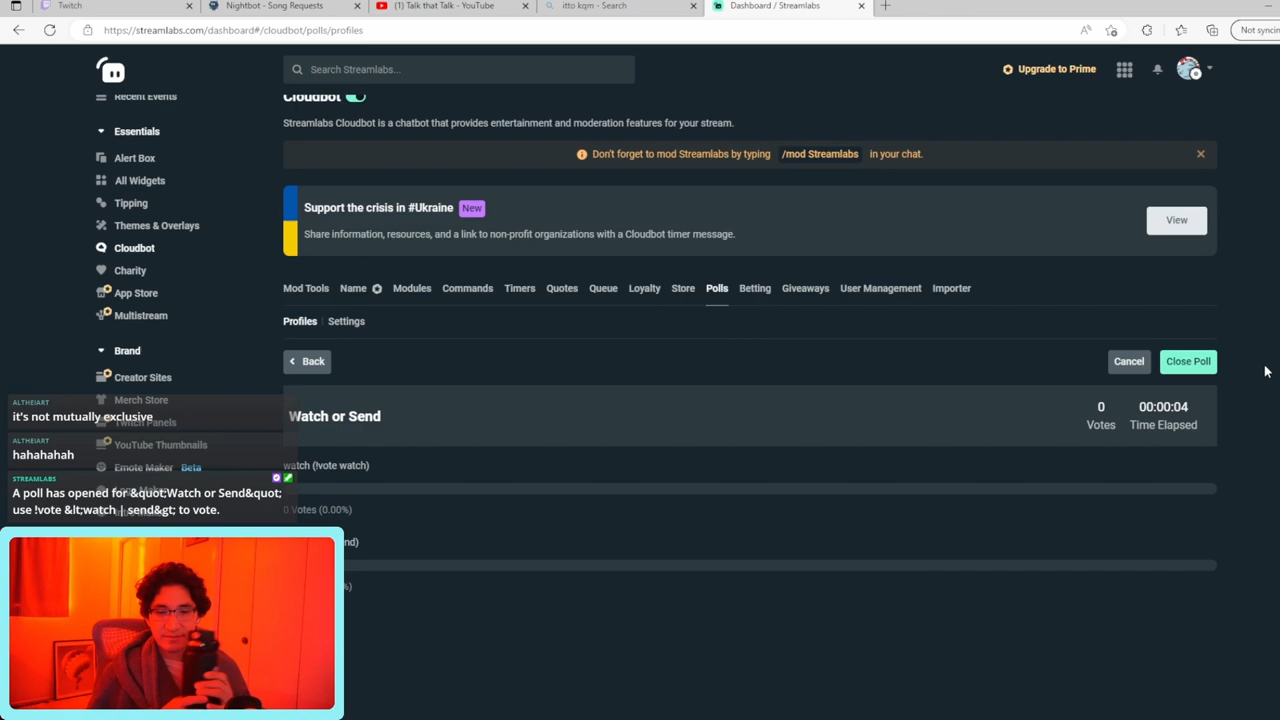 Twitch
Nightbot - Song Requests
(1) Talk that Talk - YouTube
itto kqm - Search
Dashboard / Streamlabs
https://streamlabs.com/dashboard#/cloudbot/polls/profiles
Not syncing
Search Streamlabs...
Upgrade to Prime
Recent Events
Cloudbot
Streamlabs Cloudbot is a chatbot that provides entertainment and moderation features for your stream.
Essentials
Don't forget to mod Streamlabs by typing /mod Streamlabs in your chat.
Alert Box
All Widgets
Tipping
Themes & Overlays
Cloudbot
Charity
App Store
Multistream
Support the crisis in #Ukraine New
Share information, resources, and a link to non-profit organizations with a Cloudbot timer message.
View
Mod Tools Name Modules Commands Timers Quotes Queue Loyalty Store Polls Betting Giveaways User Management Importer
Profiles Settings
Brand
Creator Sites
Merch Store
Twitch Panels
YouTube Thumbnails
Emote Maker Beta
Back
Cancel
Close Poll
Watch or Send
0
Votes
00:00:04
Time Elapsed
watch (!vote watch)
0 Votes (0.00%)
ALTHEIART
it's not mutually exclusive
ALTHEIART
hahahahah
STREAMLABS
A poll has opened for &quot;Watch or Send&quot;
use !vote &lt;watch | send&gt; to vote.